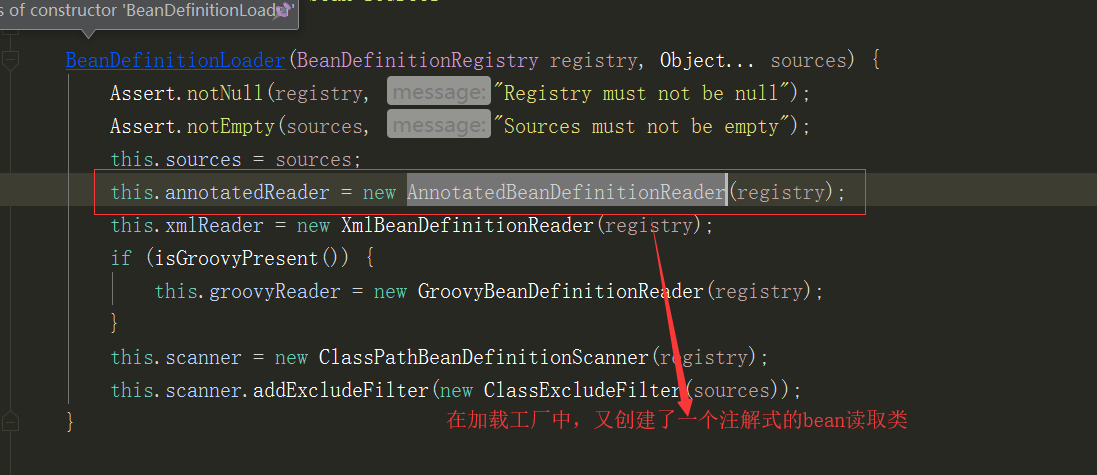 s of constructor 'BeanDefinitionLoader'
bean sources
BeanDefinitionLoader(BeanDefinitionRegistry registry, Object... sources) {
Assert.notNull(registry, message: "Registry must not be null");
Assert.notEmpty(sources, message: "Sources must not be empty");
this.sources = sources;
this.annotatedReader = new AnnotatedBeanDefinitionReader(registry);
this.xmlReader = new XmlBeanDefinitionReader(registry);
if (isGroovyPresent()) {
this.groovyReader = new GroovyBeanDefinitionReader(registry);
}
this.scanner = new ClassPathBeanDefinitionScanner(registry);
this.scanner.addExcludeFilter(new ClassExcludeFilter(sources));
}
在加载工厂中，又创建了一个注解式的bean读取类